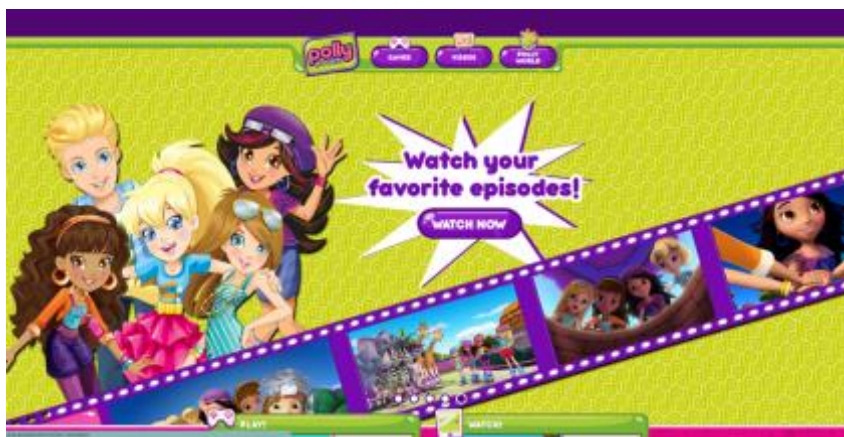 polly
GAMES
VIDEOS
POLLY
WORLD
Watch your
favorite episodes!
WATCH NOW
PLAY!
WATCH!